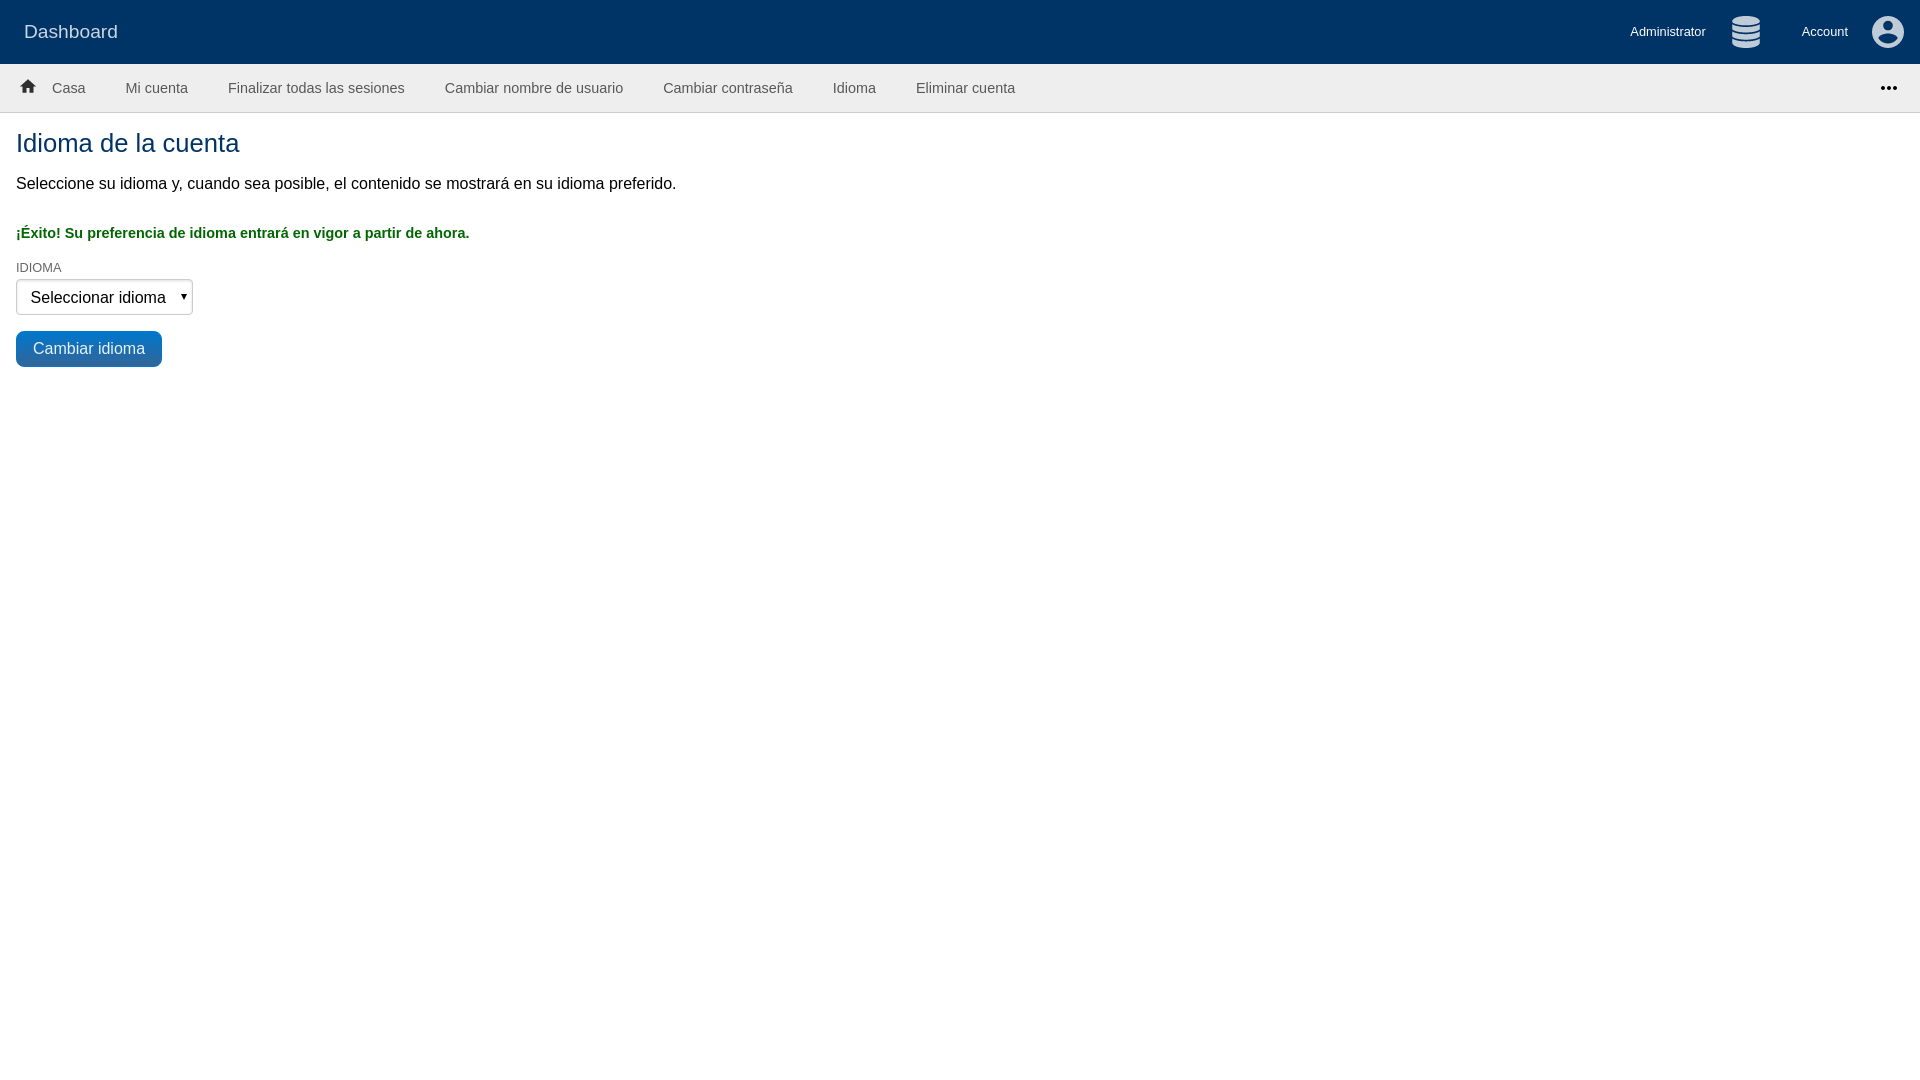 Dashboard
Administrator
Account
Casa
Mi cuenta
Finalizar todas las sesiones
Cambiar nombre de usuario
Cambiar contraseña
Idioma
Eliminar cuenta
Idioma de la cuenta
Seleccione su idioma y, cuando sea posible, el contenido se mostrará en su idioma preferido.
¡Éxito! Su preferencia de idioma entrará en vigor a partir de ahora.
IDIOMA
Seleccionar idioma
Cambiar idioma